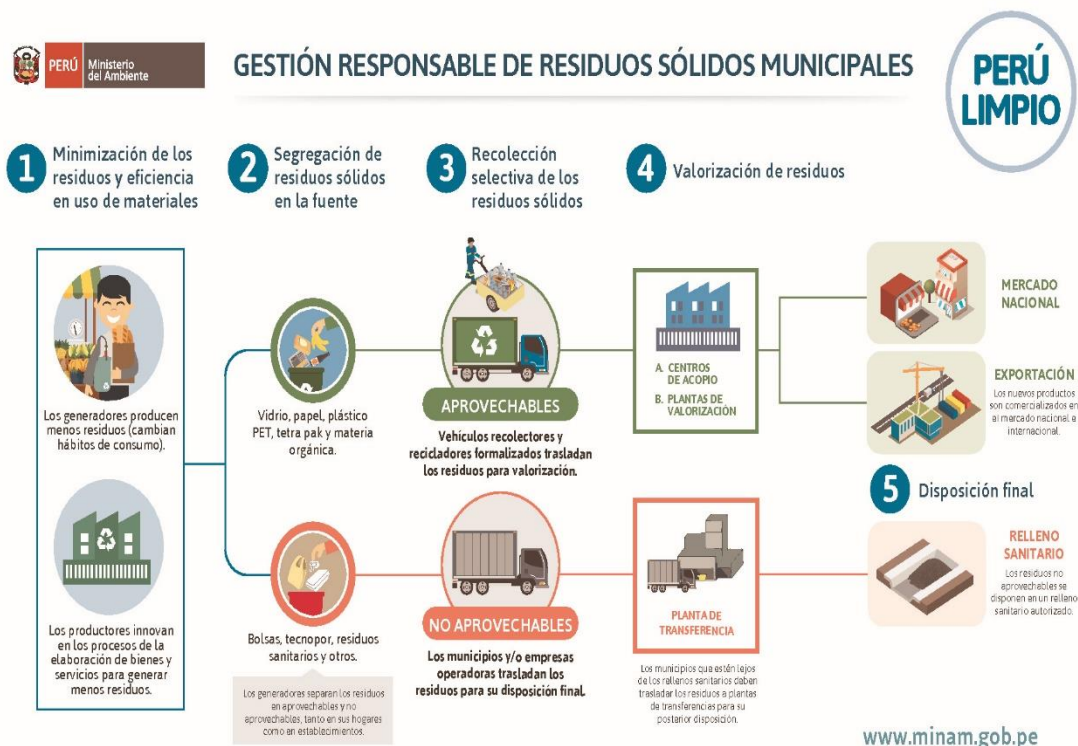 PERÚ
Ministerio
del Ambiente
GESTIÓN RESPONSABLE DE RESIDUOS SÓLIDOS MUNICIPALES
PERÚ
LIMPIO
1
Minimización de los
residuos y eficiencia
en uso de materiales
2
Segregación de
residuos sólidos
en la fuente
3
Recolección
selectiva de los
residuos sólidos
4
Valorización de residuos
Los generadores producen
menos residuos (cambian
hábitos de consumo).
Los productores innovan
en los procesos de la
elaboración de bienes y
servicios para generar
menos residuos.
Vidrio, papel, plástico
PET, tetra pak y materia
orgánica.
APROVECHABLES
Vehículos recolectores y
recicladores formalizados trasladan
los residuos para valorización.
A. CENTROS
DE ACOPIO
B. PLANTAS DE
VALORIZACIÓN
MERCADO
NACIONAL
EXPORTACIÓN
Los nuevos productos
son comercializados en
el mercado nacional e
internacional.
Bolsas, tecnopor, residuos
sanitarios y otros.
Los generadores separan los residuos
en aprovechables y no
aprovechables, tanto en sus hogares
como en establecimientos.
NO APROVECHABLES
Los municipios y/o empresas
operadoras trasladan los
residuos para su disposición final.
PLANTA DE
TRANSFERENCIA
Los municipios que estén lejos
de los rellenos sanitarios deben
trasladar los residuos a plantas
de transferencias para su
posterior disposición.
5
Disposición final
RELLENO
SANITARIO
Los residuos no
aprovechables se
disponen en un relleno
sanitario autorizado.
www.minam.gob.pe